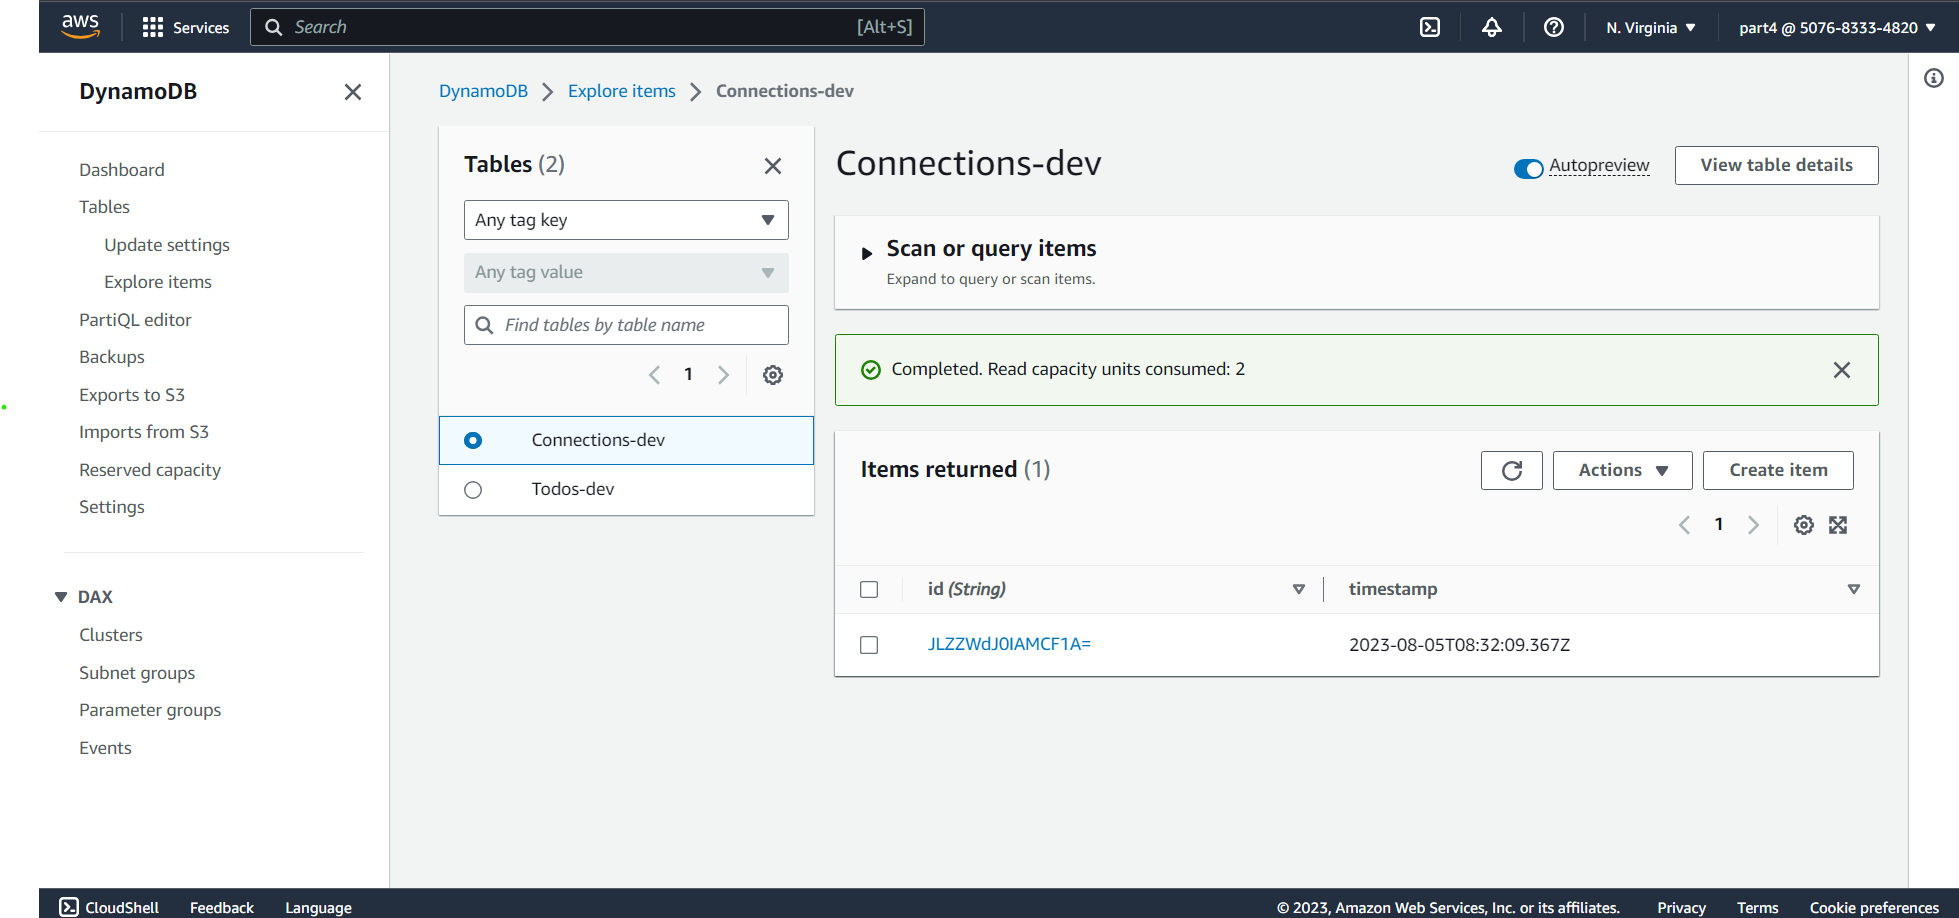 aws
Services
Search
[Alt+S]
N. Virginia
part4 @ 5076-8333-4820
DynamoDB
Dashboard
Tables
Update settings
Explore items
PartiQL editor
Backups
Exports to S3
Imports from S3
Reserved capacity
Settings
DAX
Clusters
Subnet groups
Parameter groups
Events
DynamoDB
Explore items
Connections-dev
Tables (2)
Any tag key
Any tag value
Find tables by table name
1
Connections-dev
Todos-dev
Connections-dev
Autopreview
View table details
Scan or query items
Expand to query or scan items.
Completed. Read capacity units consumed: 2
Items returned (1)
Actions
Create item
1
id (String)
timestamp
JLZZWdJ0IAMCF1A=
2023-08-05T08:32:09.367Z
CloudShell
Feedback
Language
© 2023, Amazon Web Services, Inc. or its affiliates.
Privacy
Terms
Cookie preferences